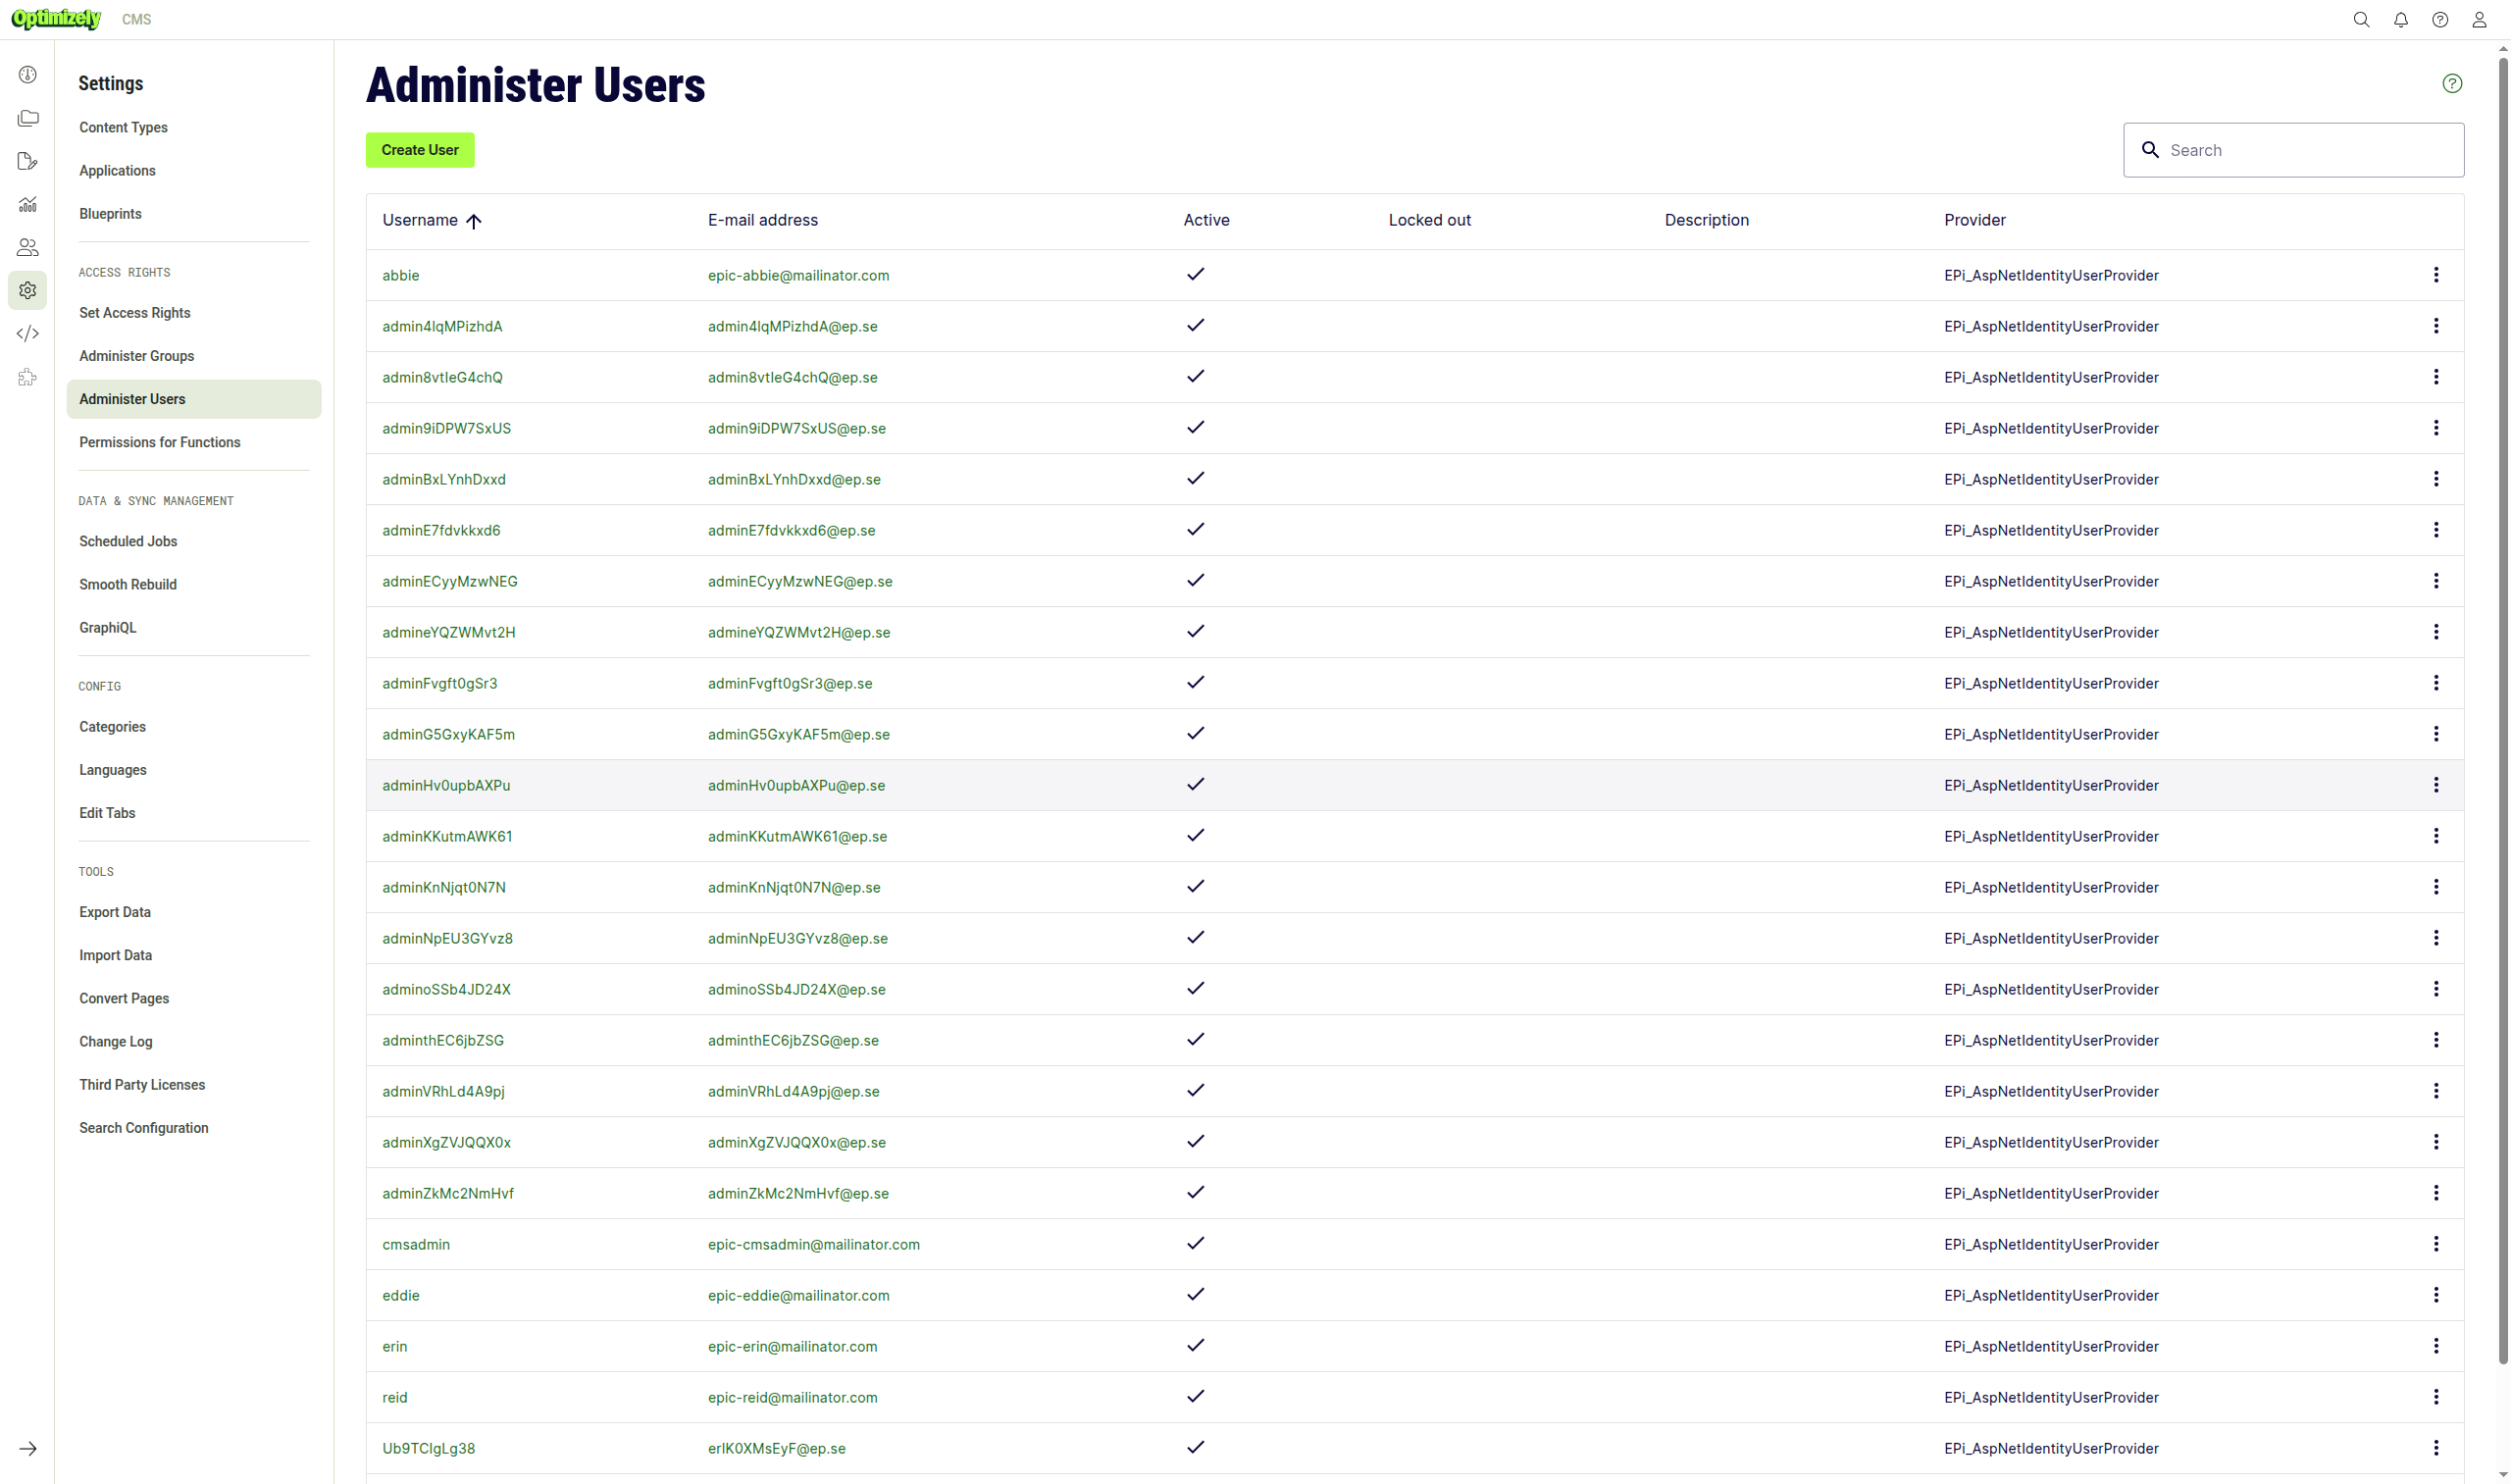 Optimizely CMS
Settings
Content Types
Applications
Blueprints
ACCESS RIGHTS
Set Access Rights
Administer Groups
Administer Users
Permissions for Functions
DATA & SYNC MANAGEMENT
Scheduled Jobs
Smooth Rebuild
GraphiQL
CONFIG
Categories
Languages
Edit Tabs
TOOLS
Export Data
Import Data
Convert Pages
Change Log
Third Party Licenses
Search Configuration
Administer Users
Create User
Search
Username E-mail address Active Locked out Description Provider
abbie epic-abbie@mailinator.com EPi_AspNetIdentityUserProvider
admin4lqMPizhdA admin4lqMPizhdA@ep.se EPi_AspNetIdentityUserProvider
admin8vtleG4chQ admin8vtleG4chQ@ep.se EPi_AspNetIdentityUserProvider
admin9iDPW7SxUS admin9iDPW7SxUS@ep.se EPi_AspNetIdentityUserProvider
adminBxLYnhDxxd adminBxLYnhDxxd@ep.se EPi_AspNetIdentityUserProvider
adminE7fdvkkxd6 adminE7fdvkkxd6@ep.se EPi_AspNetIdentityUserProvider
adminECyyMzwNEG adminECyyMzwNEG@ep.se EPi_AspNetIdentityUserProvider
admineYQZWMvt2H admineYQZWMvt2H@ep.se EPi_AspNetIdentityUserProvider
adminFvgft0gSr3 adminFvgft0gSr3@ep.se EPi_AspNetIdentityUserProvider
adminG5GxyKAF5m adminG5GxyKAF5m@ep.se EPi_AspNetIdentityUserProvider
adminHv0upbAXPu adminHv0upbAXPu@ep.se EPi_AspNetIdentityUserProvider
adminKKutmAWK61 adminKKutmAWK61@ep.se EPi_AspNetIdentityUserProvider
adminKnNjqt0N7N adminKnNjqt0N7N@ep.se EPi_AspNetIdentityUserProvider
adminNpEU3GYvz8 adminNpEU3GYvz8@ep.se EPi_AspNetIdentityUserProvider
adminoSSb4JD24X adminoSSb4JD24X@ep.se EPi_AspNetIdentityUserProvider
adminthEC6jbZSG adminthEC6jbZSG@ep.se EPi_AspNetIdentityUserProvider
adminVRhLd4A9pj adminVRhLd4A9pj@ep.se EPi_AspNetIdentityUserProvider
adminXgZVJQQX0x adminXgZVJQQX0x@ep.se EPi_AspNetIdentityUserProvider
adminZkMc2NmHvf adminZkMc2NmHvf@ep.se EPi_AspNetIdentityUserProvider
cmsadmin epic-cmsadmin@mailinator.com EPi_AspNetIdentityUserProvider
eddie epic-eddie@mailinator.com EPi_AspNetIdentityUserProvider
erin epic-erin@mailinator.com EPi_AspNetIdentityUserProvider
reid epic-reid@mailinator.com EPi_AspNetIdentityUserProvider
Ub9TCIgLg38 erIK0XMsEyF@ep.se EPi_AspNetIdentityUserProvider